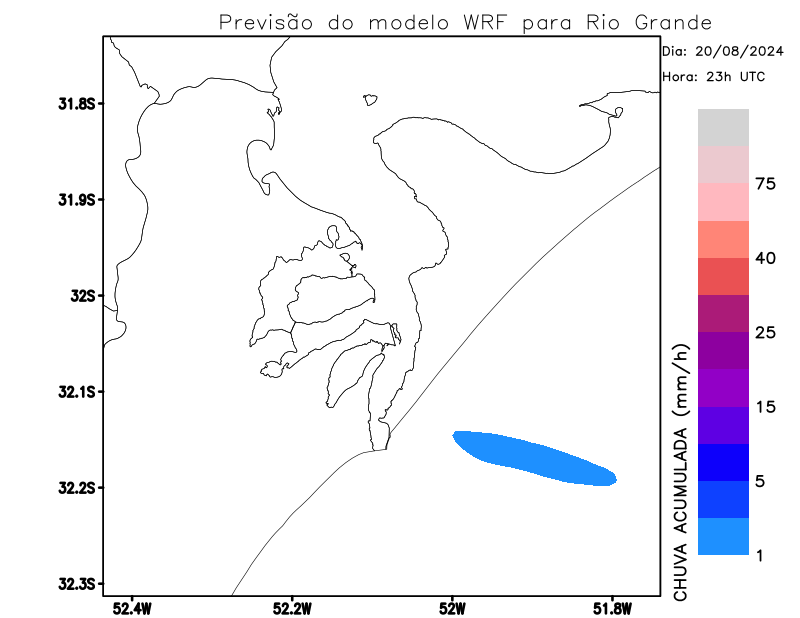 Previsão do modelo WRF para Rio Grande
Dia: 20/08/2024
Hora: 23h UTC
31.8S
31.9S
32S
32.1S
32.2S
32.3S
52.4W
52.2W
52W
51.8W
75
40
25
15
5
1
CHUVA ACUMULADA (mm/h)